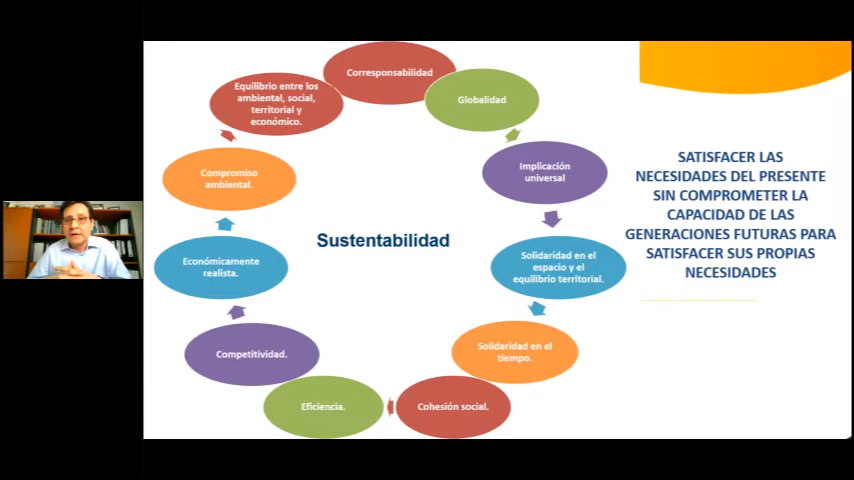 Corresponsabilidad
Globalidad
Implicación
universal
Solidaridad en el
espacio y el
equilibrio territorial.
Solidaridad en el
tiempo.
Cohesión social.
Eficiencia.
Competitividad.
Económicamente
realista.
Compromiso
ambiental.
Equilibrio entre los
ambiental, social,
territorial y
económico.
Sustentabilidad
SATISFACER LAS
NECESIDADES DEL PRESENTE
SIN COMPROMETER LA
CAPACIDAD DE LAS
GENERACIONES FUTURAS PARA
SATISFACER SUS PROPIAS
NECESIDADES